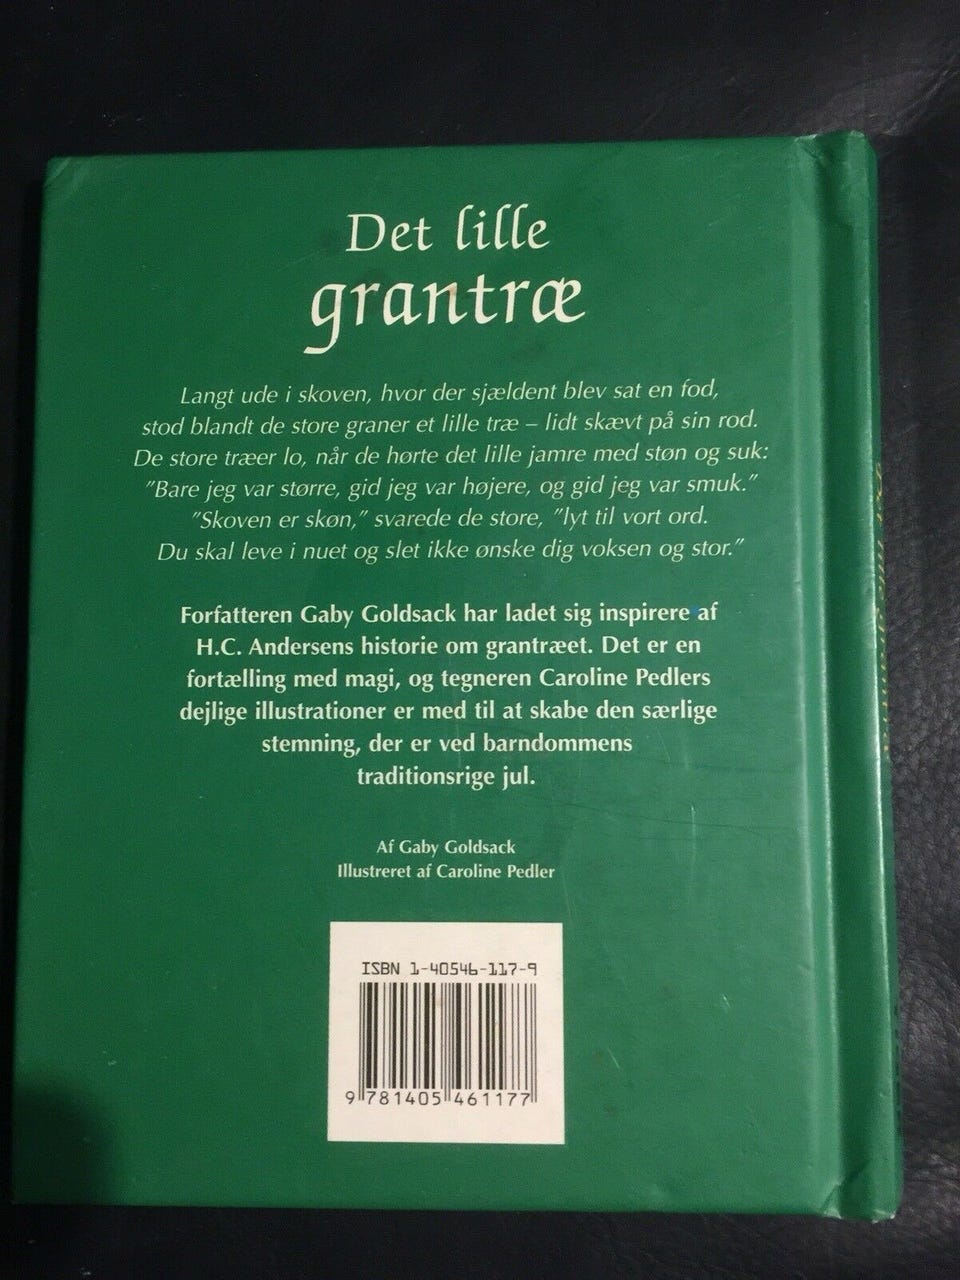 Det lille
grantræ
Langt ude i skoven, hvor der sjældent blev sat en fod,
stod blandt de store graner et lille træ – lidt skævt på sin rod.
De store træer lo, når de hørte det lille jamre med støn og suk:
”Bare jeg var større, gid jeg var højere, og gid jeg var smuk.”
”Skoven er skøn,” svarede de store, ”lyt til vort ord.
Du skal leve i nuet og slet ikke ønske dig voksen og stor.”
Forfatteren Gaby Goldsack har ladet sig inspirere af
H.C. Andersens historie om grantræet. Det er en
fortælling med magi, og tegneren Caroline Pedlers
dejlige illustrationer er med til at skabe den særlige
stemning, der er ved barndommens
traditionsrige jul.
Af Gaby Goldsack
Illustreret af Caroline Pedler
ISBN 1-40546-117-9
9 781405 461177